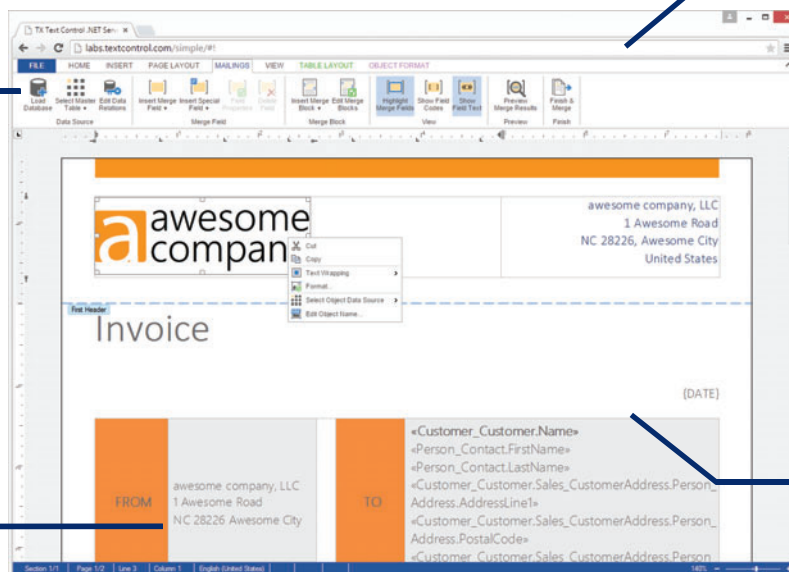 TX Text Control .NET Serv
labs.textcontrol.com/simple/#!
FILE HOME INSERT PAGE LAYOUT MAILINGS VIEW TABLE LAYOUT OBJECT FORMAT
Load Database
Select Master Table
Edit Data Relations
Insert Merge Field
Insert Special Field
Field Properties
Delete Field
Insert Merge Block
Edit Merge Blocks
Highlight Merge Fields
Show Field Codes
Show Field Text
Preview Merge Results
Finish & Merge
Data Source Merge Field Merge Block View Preview Finish
a awesome
compan
awesome company, LLC
1 Awesome Road
NC 28226, Awesome City
United States
Cut
Copy
Text Wrapping
Format...
Select Object Data Source
Edit Object Name...
First Header
Invoice
{DATE}
FROM
awesome company, LLC
1 Awesome Road
NC 28226 Awesome City
TO
«Customer_Customer.Name»
«Person_Contact.FirstName»
«Person_Contact.LastName»
«Customer_Customer.Sales_CustomerAddress.Person_
Address.AddressLine1»
«Customer_Customer.Sales_CustomerAddress.Person_
Address.PostalCode»
«Customer_Customer.Sales_CustomerAddress.Person_
Section 1/1 Page 1/2 Line 3 Column 1 English (United States) 140%